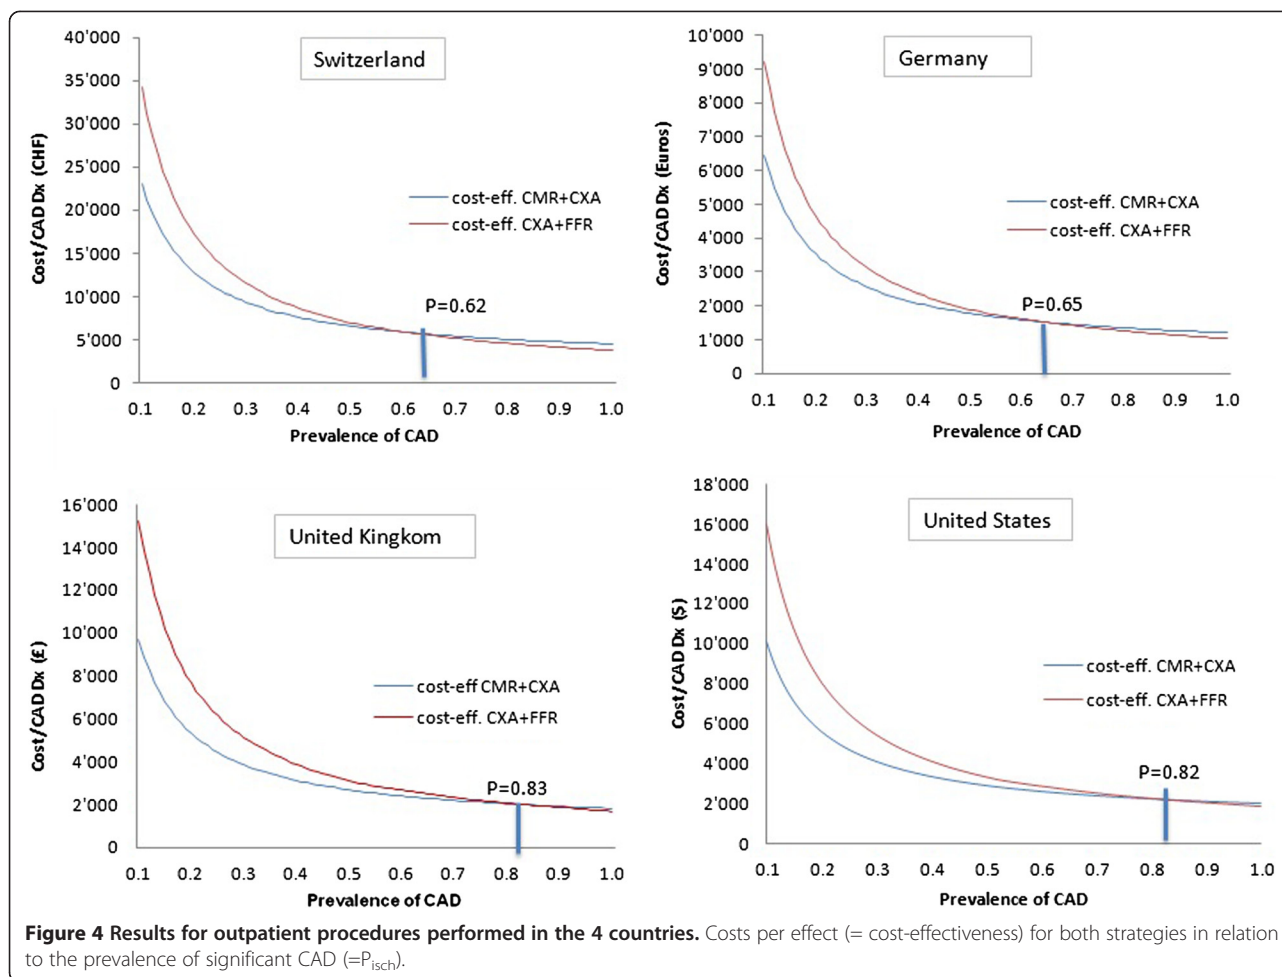 Switzerland
Cost/CAD Dx (CHF)
40'000
35'000
30'000
25'000
20'000
15'000
10'000
5'000
0
cost-eff. CMR+CXA
cost-eff. CXA+FFR
P=0.62
0.1 0.2 0.3 0.4 0.5 0.6 0.7 0.8 0.9 1.0
Prevalence of CAD
Germany
Cost/CAD Dx (Euros)
10'000
9'000
8'000
7'000
6'000
5'000
4'000
3'000
2'000
1'000
0
cost-eff. CMR+CXA
cost-eff. CXA+FFR
P=0.65
0.1 0.2 0.3 0.4 0.5 0.6 0.7 0.8 0.9 1.0
Prevalence of CAD
United Kingkom
Cost/CAD Dx (£)
16'000
14'000
12'000
10'000
8'000
6'000
4'000
2'000
0
cost-eff CMR+CXA
cost-eff. CXA+FFR
P=0.83
0.1 0.2 0.3 0.4 0.5 0.6 0.7 0.8 0.9 1.0
Prevalence of CAD
United States
Cost/CAD Dx ($)
18'000
16'000
14'000
12'000
10'000
8'000
6'000
4'000
2'000
0
cost-eff. CMR+CXA
cost-eff. CXA+FFR
P=0.82
0.1 0.2 0.3 0.4 0.5 0.6 0.7 0.8 0.9 1.0
Prevalence of CAD
Figure 4 Results for outpatient procedures performed in the 4 countries. Costs per effect (= cost-effectiveness) for both strategies in relation
to the prevalence of significant CAD (=Pisch).